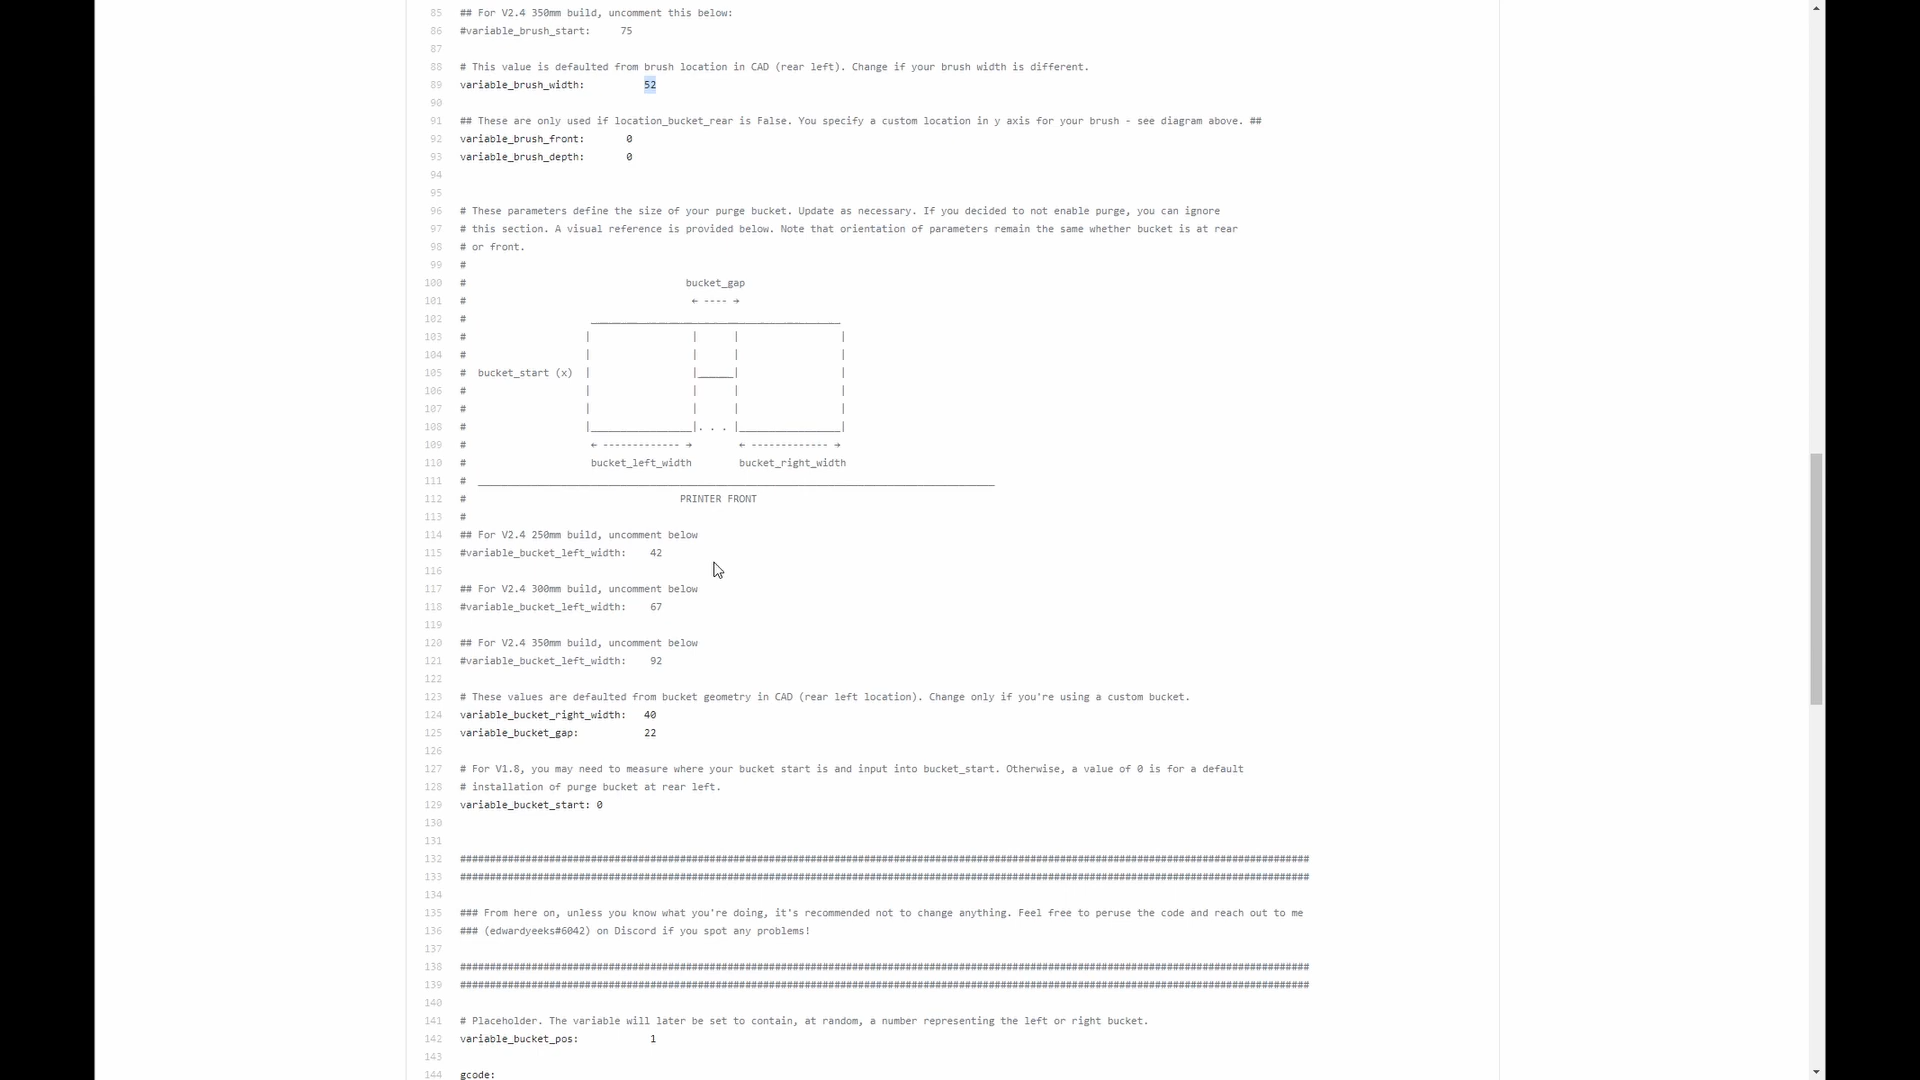 85 ## For V2.4 350mm build, uncomment this below:
86 #variable_brush_start:     75
87
88 # This value is defaulted from brush location in CAD (rear left). Change if your brush width is different.
89 variable_brush_width:          52
90
91 ## These are only used if location_bucket_rear is False. You specify a custom location in y axis for your brush - see diagram above. ##
92 variable_brush_front:       0
93 variable_brush_depth:       0
94
95
96 # These parameters define the size of your purge bucket. Update as necessary. If you decided to not enable purge, you can ignore
97 # this section. A visual reference is provided below. Note that orientation of parameters remain the same whether bucket is at rear
98 # or front.
99 #
100 #                                     bucket_gap
101 #                                      ← ---- →
102 #                     __________________________________________
103 #                    |                 |      |                 |
104 #                    |                 |      |                 |
105 #  bucket_start (x)  |                 |______|                 |
106 #                    |                 |      |                 |
107 #                    |                 |      |                 |
108 #                    |_________________|. . . |_________________|
109 #                     ← ------------- →        ← ------------- →
110 #                     bucket_left_width        bucket_right_width
111 #  _______________________________________________________________________________________
112 #                                    PRINTER FRONT
113 #
114 ## For V2.4 250mm build, uncomment below
115 #variable_bucket_left_width:    42
116
117 ## For V2.4 300mm build, uncomment below
118 #variable_bucket_left_width:    67
119
120 ## For V2.4 350mm build, uncomment below
121 #variable_bucket_left_width:    92
122
123 # These values are defaulted from bucket geometry in CAD (rear left location). Change only if you're using a custom bucket.
124 variable_bucket_right_width:   40
125 variable_bucket_gap:           22
126
127 # For V1.8, you may need to measure where your bucket start is and input into bucket_start. Otherwise, a value of 0 is for a default
128 # installation of purge bucket at rear left.
129 variable_bucket_start: 0
130
131
132 ###############################################################################################################################################
133 ###############################################################################################################################################
134
135 ### From here on, unless you know what you're doing, it's recommended not to change anything. Feel free to peruse the code and reach out to me
136 ### (edwardyeeks#6042) on Discord if you spot any problems!
137
138 ###############################################################################################################################################
139 ###############################################################################################################################################
140
141 # Placeholder. The variable will later be set to contain, at random, a number representing the left or right bucket.
142 variable_bucket_pos:            1
143
144 gcode: